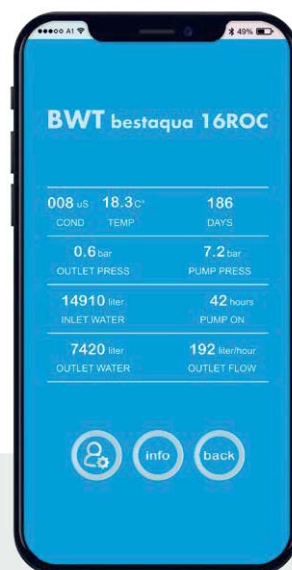 A1 49%
BWT bestaqua 16ROC
008 uS 18.3 C° 186
COND TEMP DAYS
0.6 bar 7.2 bar
OUTLET PRESS PUMP PRESS
14910 liter 42 hours
INLET WATER PUMP ON
7420 liter 192 liter/hour
OUTLET WATER OUTLET FLOW
info back